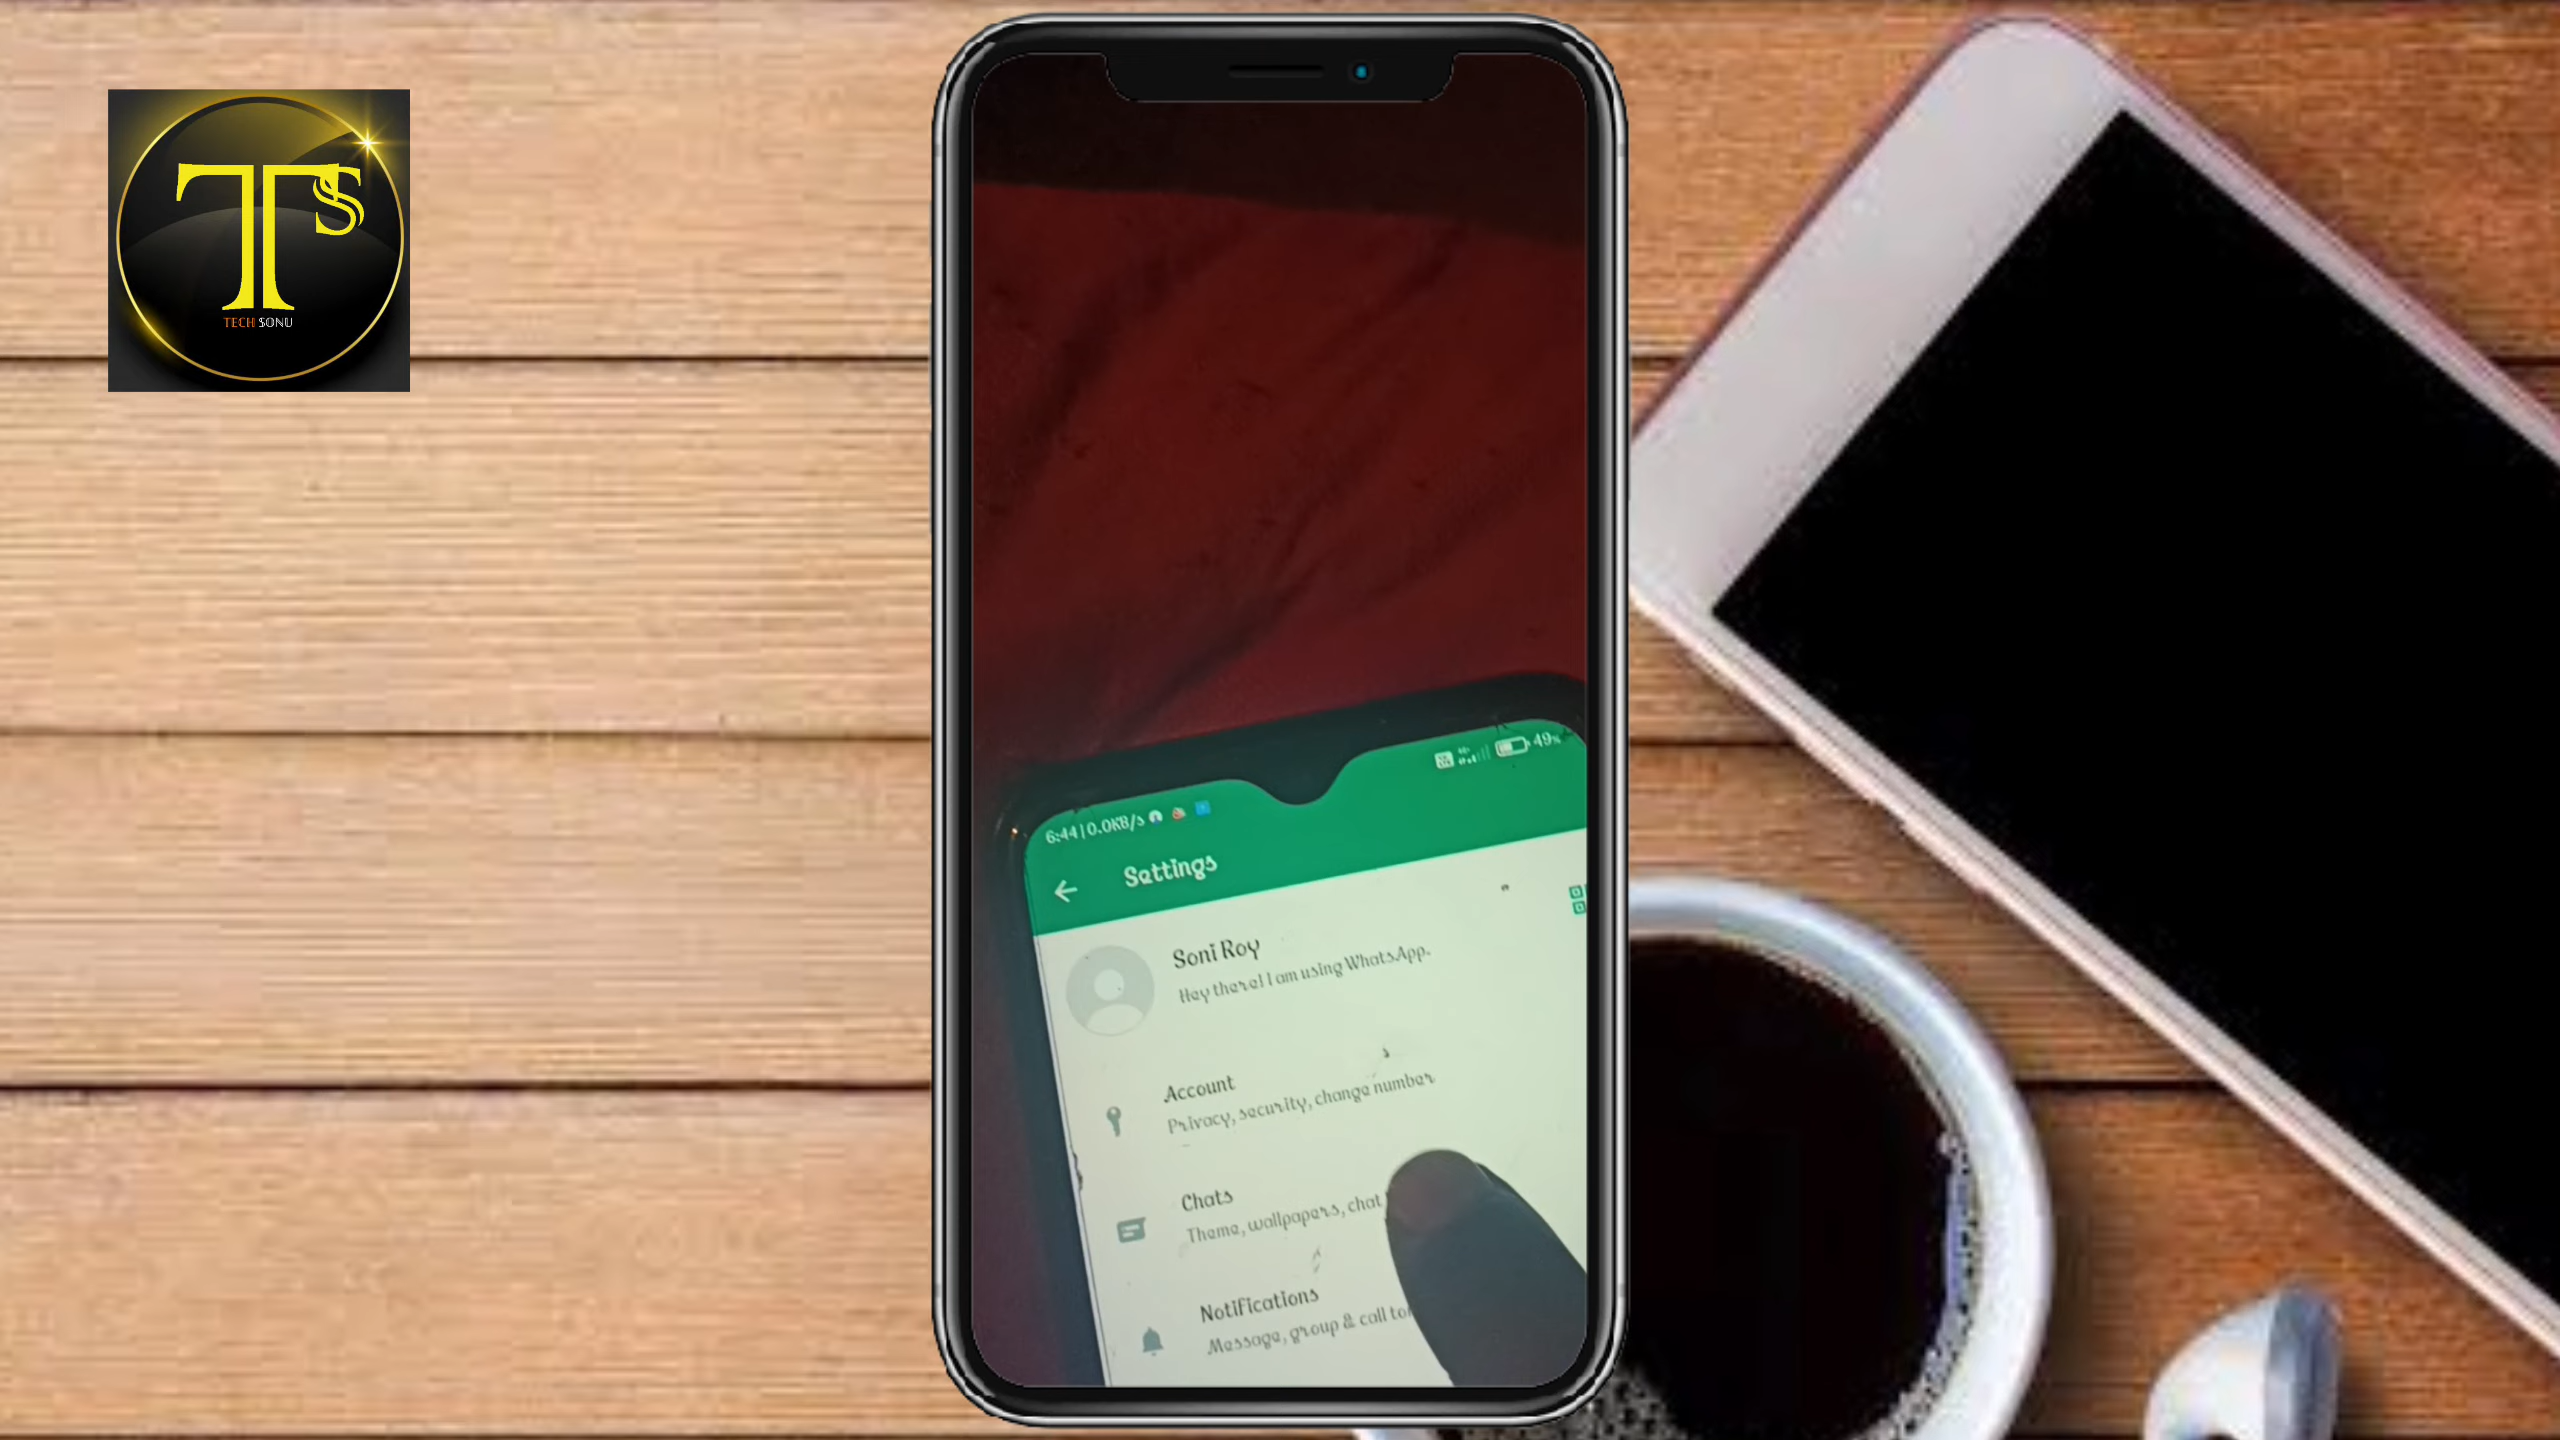 TS
TECH SONU
6:44 | 0.0KB/s
49%
Settings
Soni Roy
Hey there! I am using WhatsApp.
Account
Privacy, security, change number
Chats
Theme, wallpapers, chat
Notifications
Message, group & call